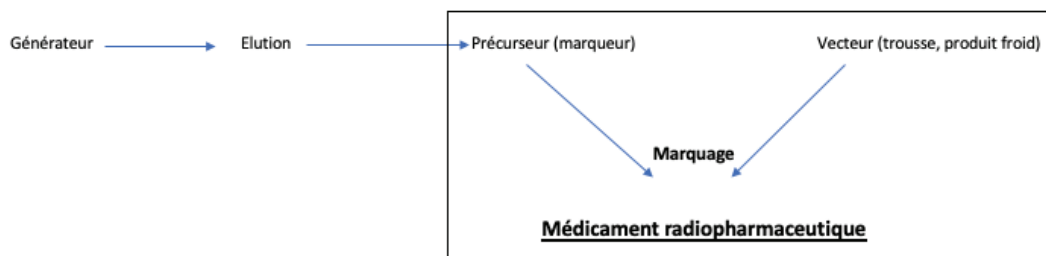 Générateur
Elution
Précurseur (marqueur)
Vecteur (trousse, produit froid)
Marquage
Médicament radiopharmaceutique